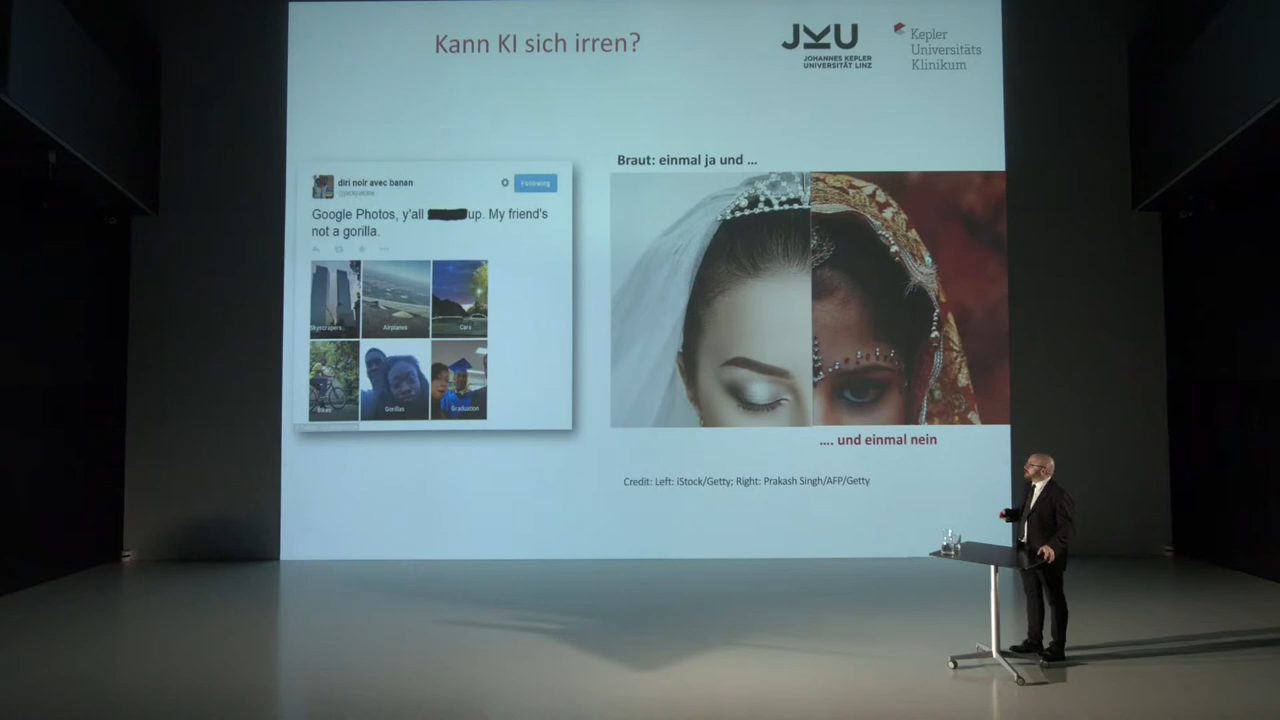 Kann KI sich irren?
JKU
JOHANNES KEPLER
UNIVERSITÄT LINZ
Kepler
Universitäts
Klinikum
diri noir avec banan
Following
Google Photos, y'all up. My friend's
not a gorilla.
Skyscrapers
Airplanes
Cars
Bikes
Gorillas
Graduation
Braut: einmal ja und ...
.... und einmal nein
Credit: Left: iStock/Getty; Right: Prakash Singh/AFP/Getty